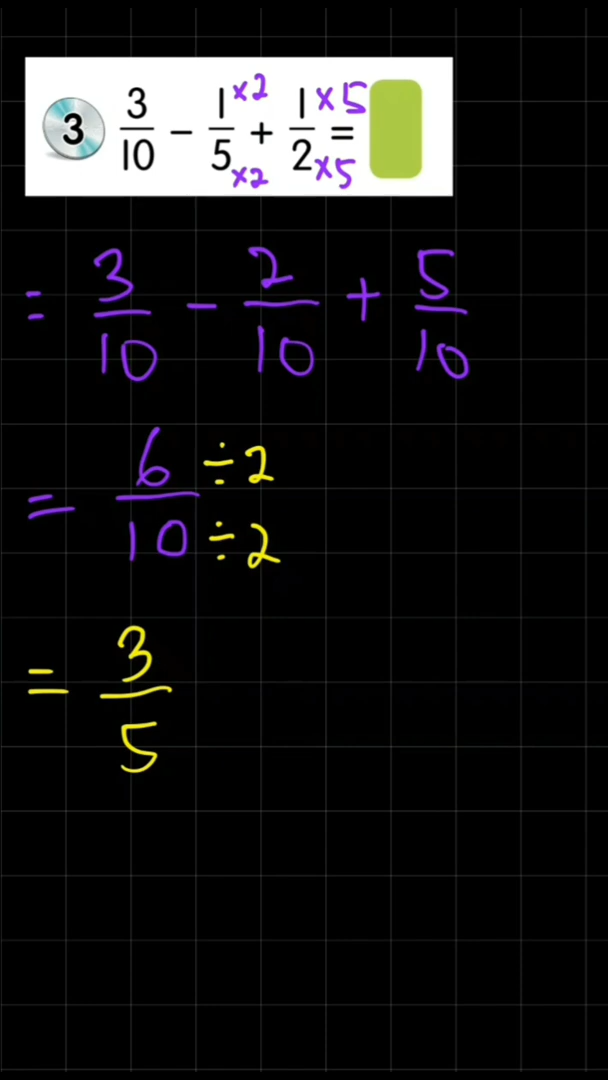 3 3/10 − 1×2/5×2 + 1×5/2×5 =
= 3/10 − 2/10 + 5/10
= 6÷2/10÷2
= 3/5